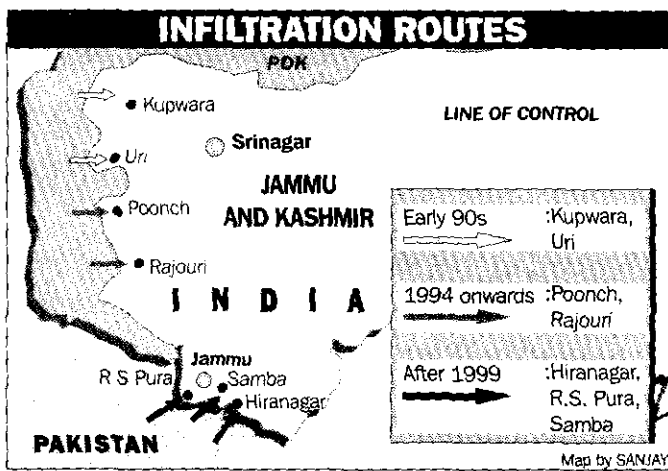 INFILTRATION ROUTES
POK
Kupwara
LINE OF CONTROL
Uri
Srinagar
JAMMU
AND KASHMIR
Poonch
Rajouri
INDIA
Jammu
R S Pura
Samba
Hiranagar
PAKISTAN
Early 90s :Kupwara,
Uri
1994 onwards :Poonch,
Rajouri
After 1999 :Hiranagar,
R.S. Pura,
Samba
Map by SANJAY